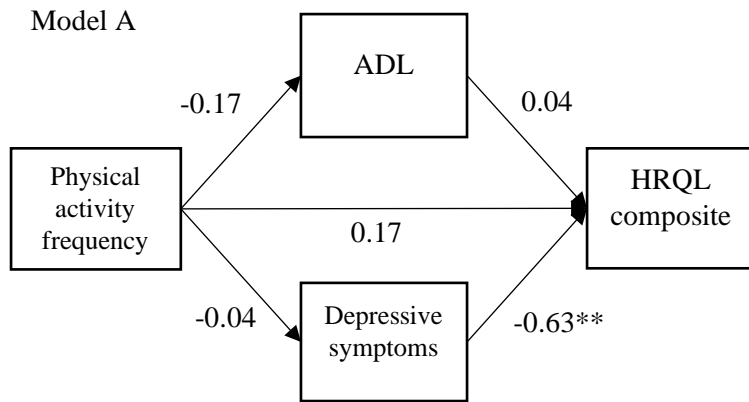 Model A
ADL
-0.17
0.04
Physical
activity
frequency
HRQL
composite
0.17
-0.04
Depressive
symptoms
-0.63**